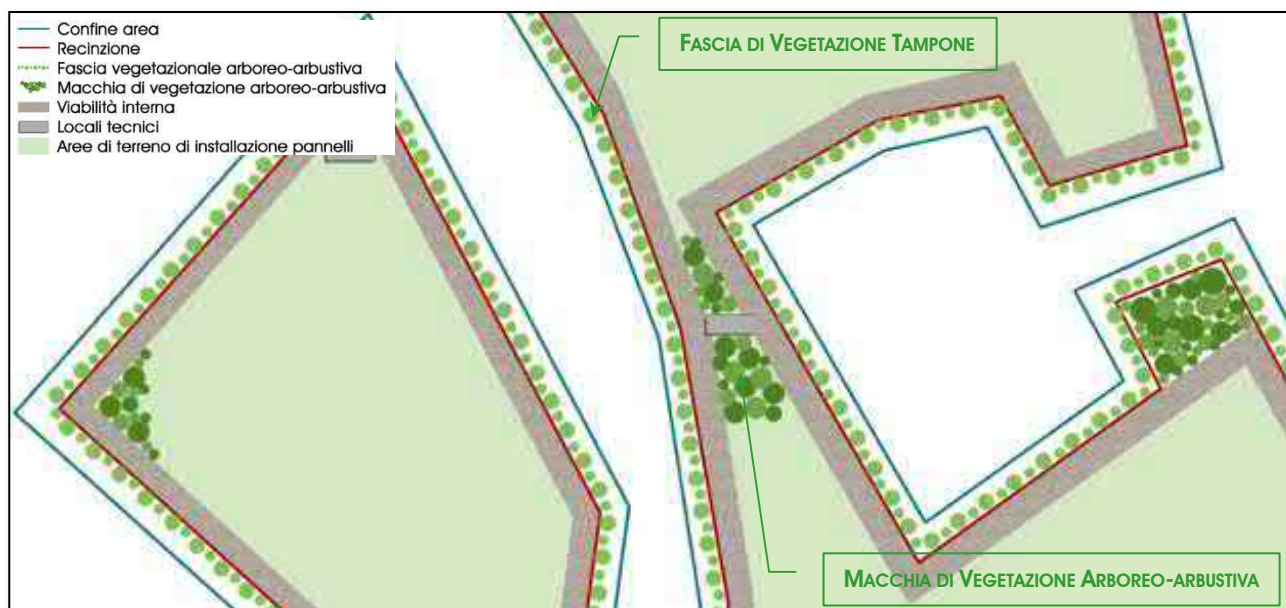 Confine area
Recinzione
Fascia vegetazionale arboreo-arbustiva
Macchia di vegetazione arboreo-arbustiva
Viabilità interna
Locali tecnici
Aree di terreno di installazione pannelli
FASCIA DI VEGETAZIONE TAMPONE
MACCHIA DI VEGETAZIONE ARBOREO-ARBUSTIVA